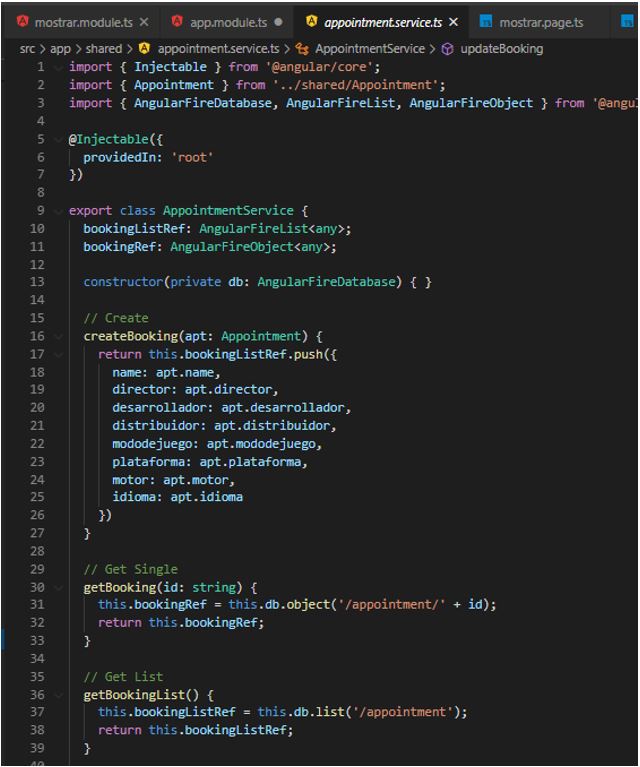 mostrar.module.ts
app.module.ts
appointment.service.ts
mostrar.page.ts
src > app > shared > appointment.service.ts > AppointmentService > updateBooking
1 import { Injectable } from '@angular/core';
2 import { Appointment } from '../shared/Appointment';
3 import { AngularFireDatabase, AngularFireList, AngularFireObject } from '@angu
4
5 @Injectable({
6   providedIn: 'root'
7 })
8
9 export class AppointmentService {
10   bookingListRef: AngularFireList<any>;
11   bookingRef: AngularFireObject<any>;
12
13   constructor(private db: AngularFireDatabase) { }
14
15   // Create
16   createBooking(apt: Appointment) {
17     return this.bookingListRef.push({
18       name: apt.name,
19       director: apt.director,
20       desarrollador: apt.desarrollador,
21       distribuidor: apt.distribuidor,
22       mododejuego: apt.mododejuego,
23       plataforma: apt.plataforma,
24       motor: apt.motor,
25       idioma: apt.idioma
26     })
27   }
28
29   // Get Single
30   getBooking(id: string) {
31     this.bookingRef = this.db.object('/appointment/' + id);
32     return this.bookingRef;
33   }
34
35   // Get List
36   getBookingList() {
37     this.bookingListRef = this.db.list('/appointment');
38     return this.bookingListRef;
39   }